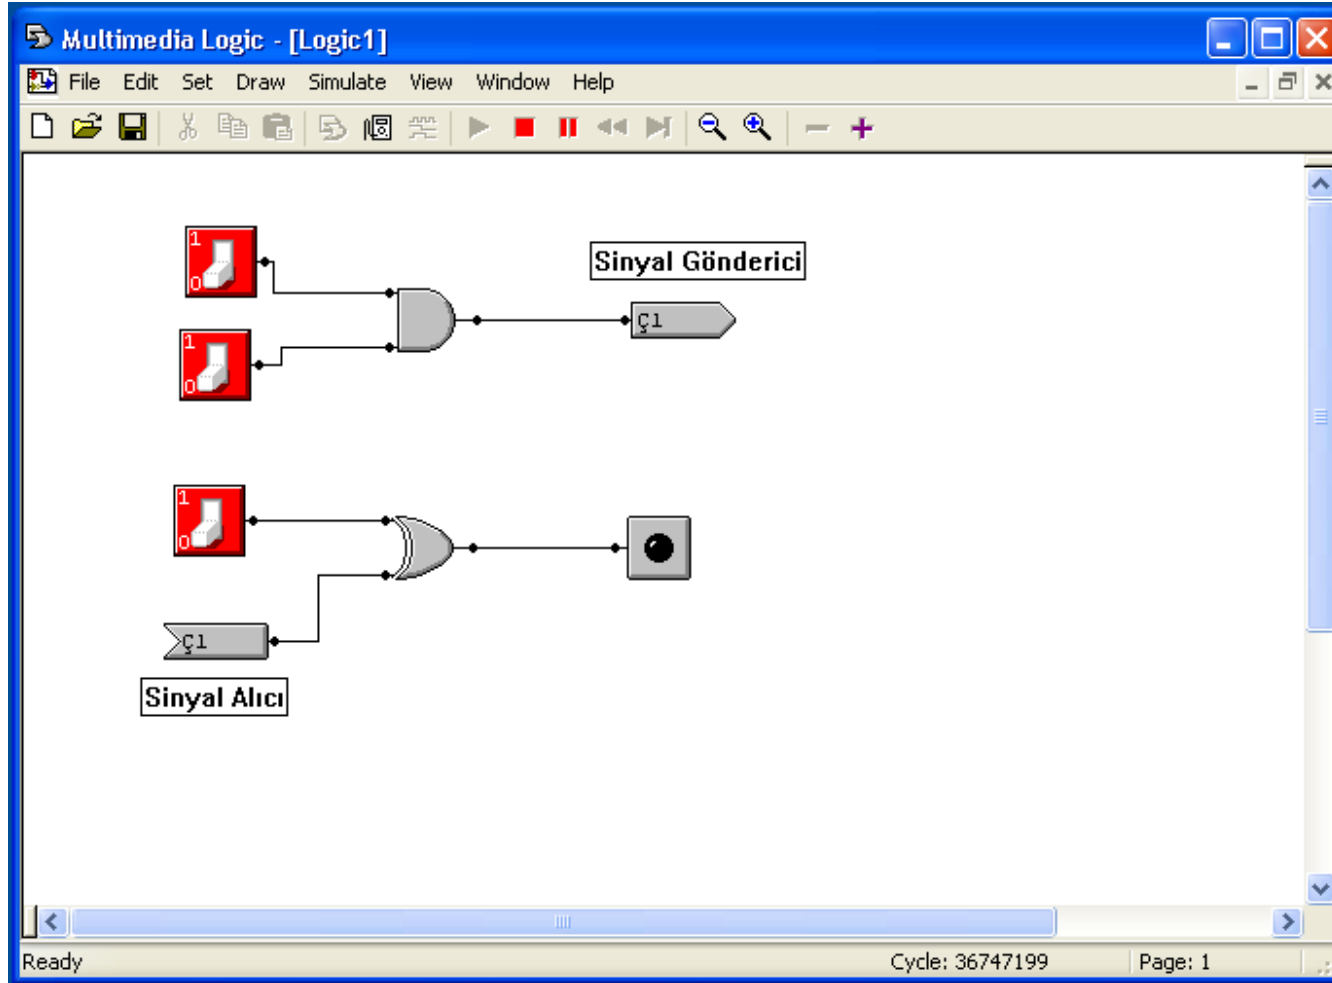 Multimedia Logic - [Logic1]
File Edit Set Draw Simulate View Window Help
1
0
Sinyal Gönderici
Ç1
1
0
1
0
Ç1
Sinyal Alıcı
Ready Cycle: 36747199 Page: 1